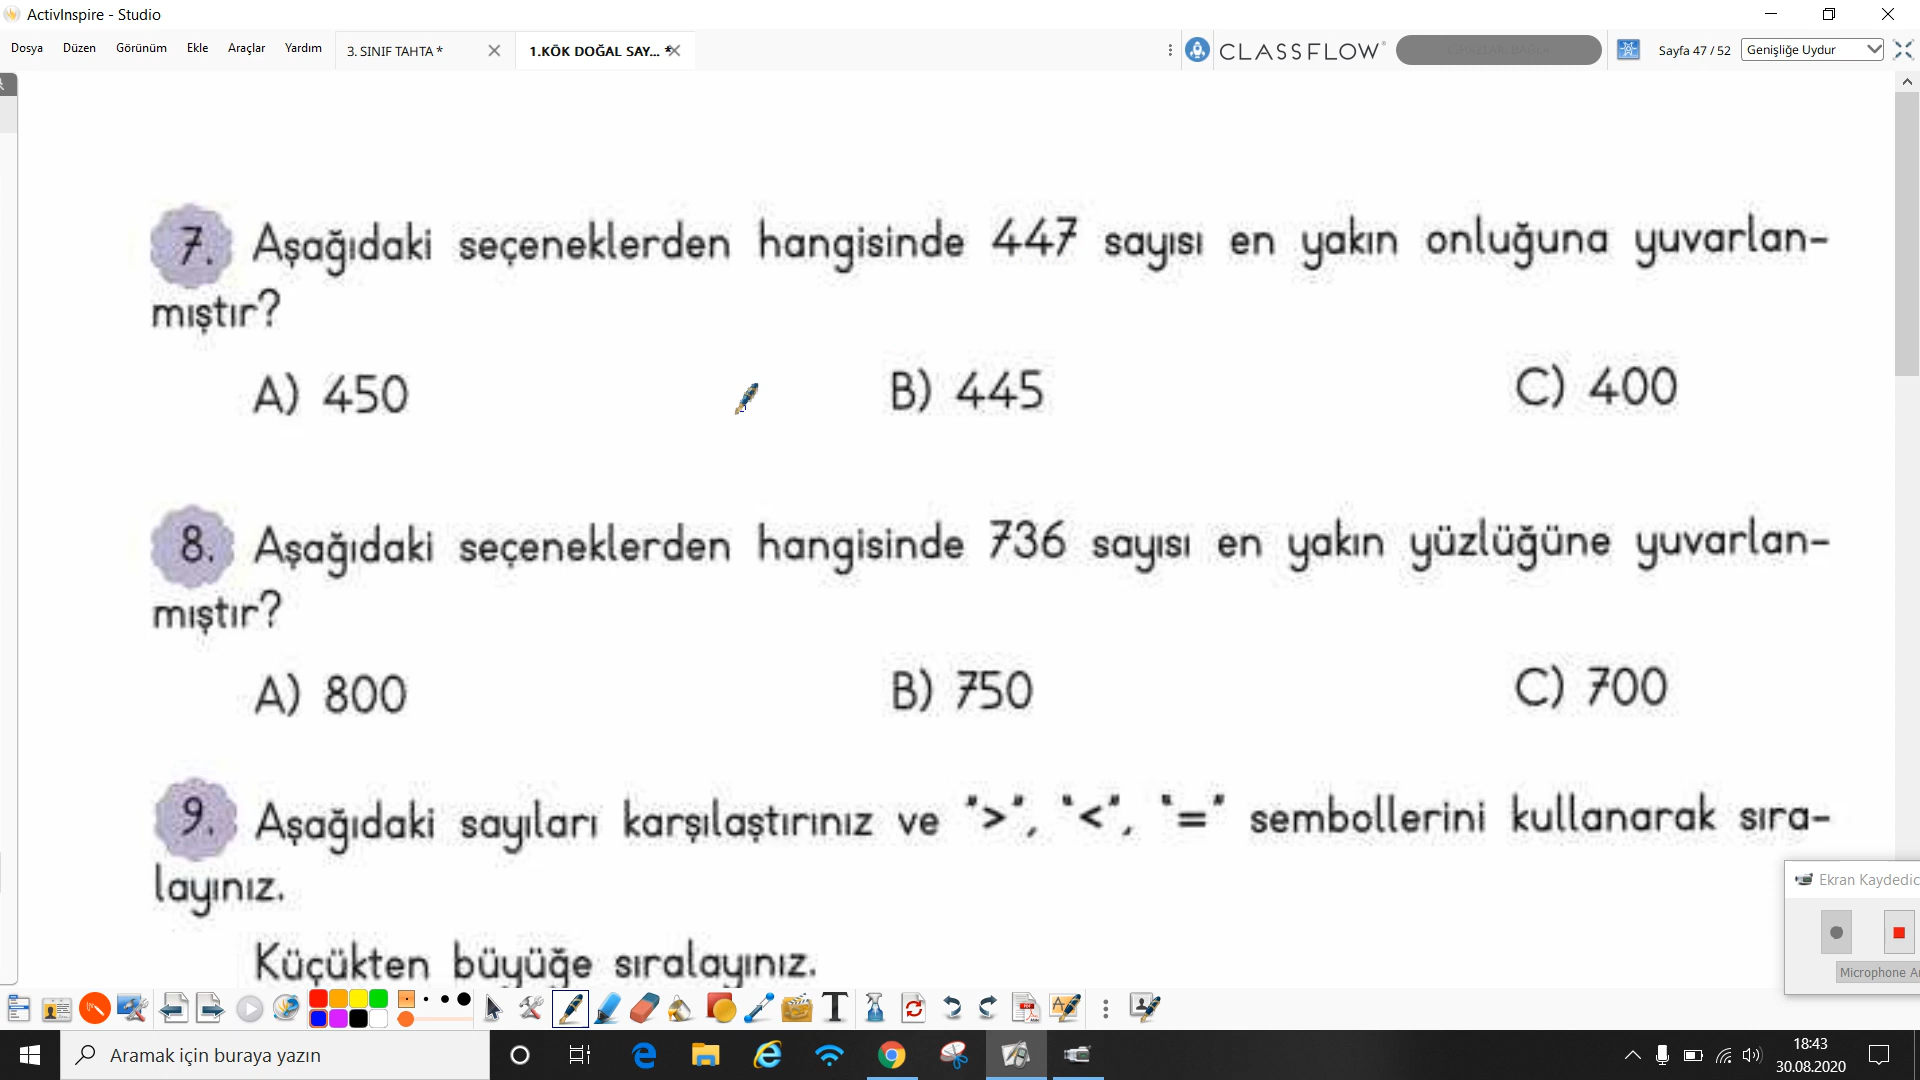 ActivInspire - Studio
Dosya Düzen Görünüm Ekle Araçlar Yardım 3. SINIF TAHTA * 1.KÖK DOĞAL SAY... * CLASSFLOW Sayfa 47 / 52 Genişliğe Uydur
7. Aşağıdaki seçeneklerden hangisinde 447 sayısı en yakın onluğuna yuvarlan-
mıştır?
A) 450 B) 445 C) 400
8. Aşağıdaki seçeneklerden hangisinde 736 sayısı en yakın yüzlüğüne yuvarlan-
mıştır?
A) 800 B) 750 C) 700
9. Aşağıdaki sayıları karşılaştırınız ve ">", "<", "=" sembollerini kullanarak sıra-
layınız.
Küçükten büyüğe sıralayınız.
Ekran Kaydedic
Microphone A
Aramak için buraya yazın
18:43
30.08.2020